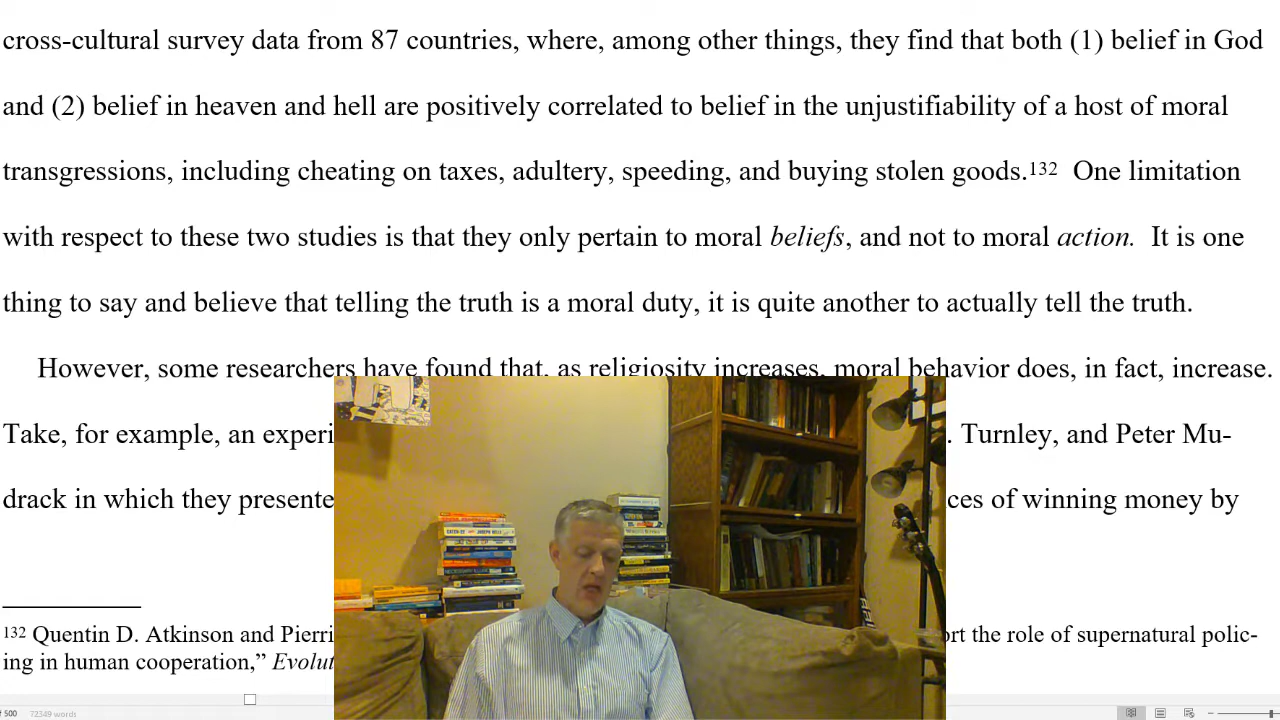 cross-cultural survey data from 87 countries, where, among other things, they find that both (1) belief in God
and (2) belief in heaven and hell are positively correlated to belief in the unjustifiability of a host of moral
transgressions, including cheating on taxes, adultery, speeding, and buying stolen goods.132 One limitation
with respect to these two studies is that they only pertain to moral beliefs, and not to moral action. It is one
thing to say and believe that telling the truth is a moral duty, it is quite another to actually tell the truth.
However, some researchers have found that, as religiosity increases, moral behavior does, in fact, increase.
Take, for example, an experi . Turnley, and Peter Mu-
drack in which they presente ces of winning money by
132 Quentin D. Atkinson and Pierri ort the role of supernatural polic-
ing in human cooperation,” Evolut
f 500 72349 words